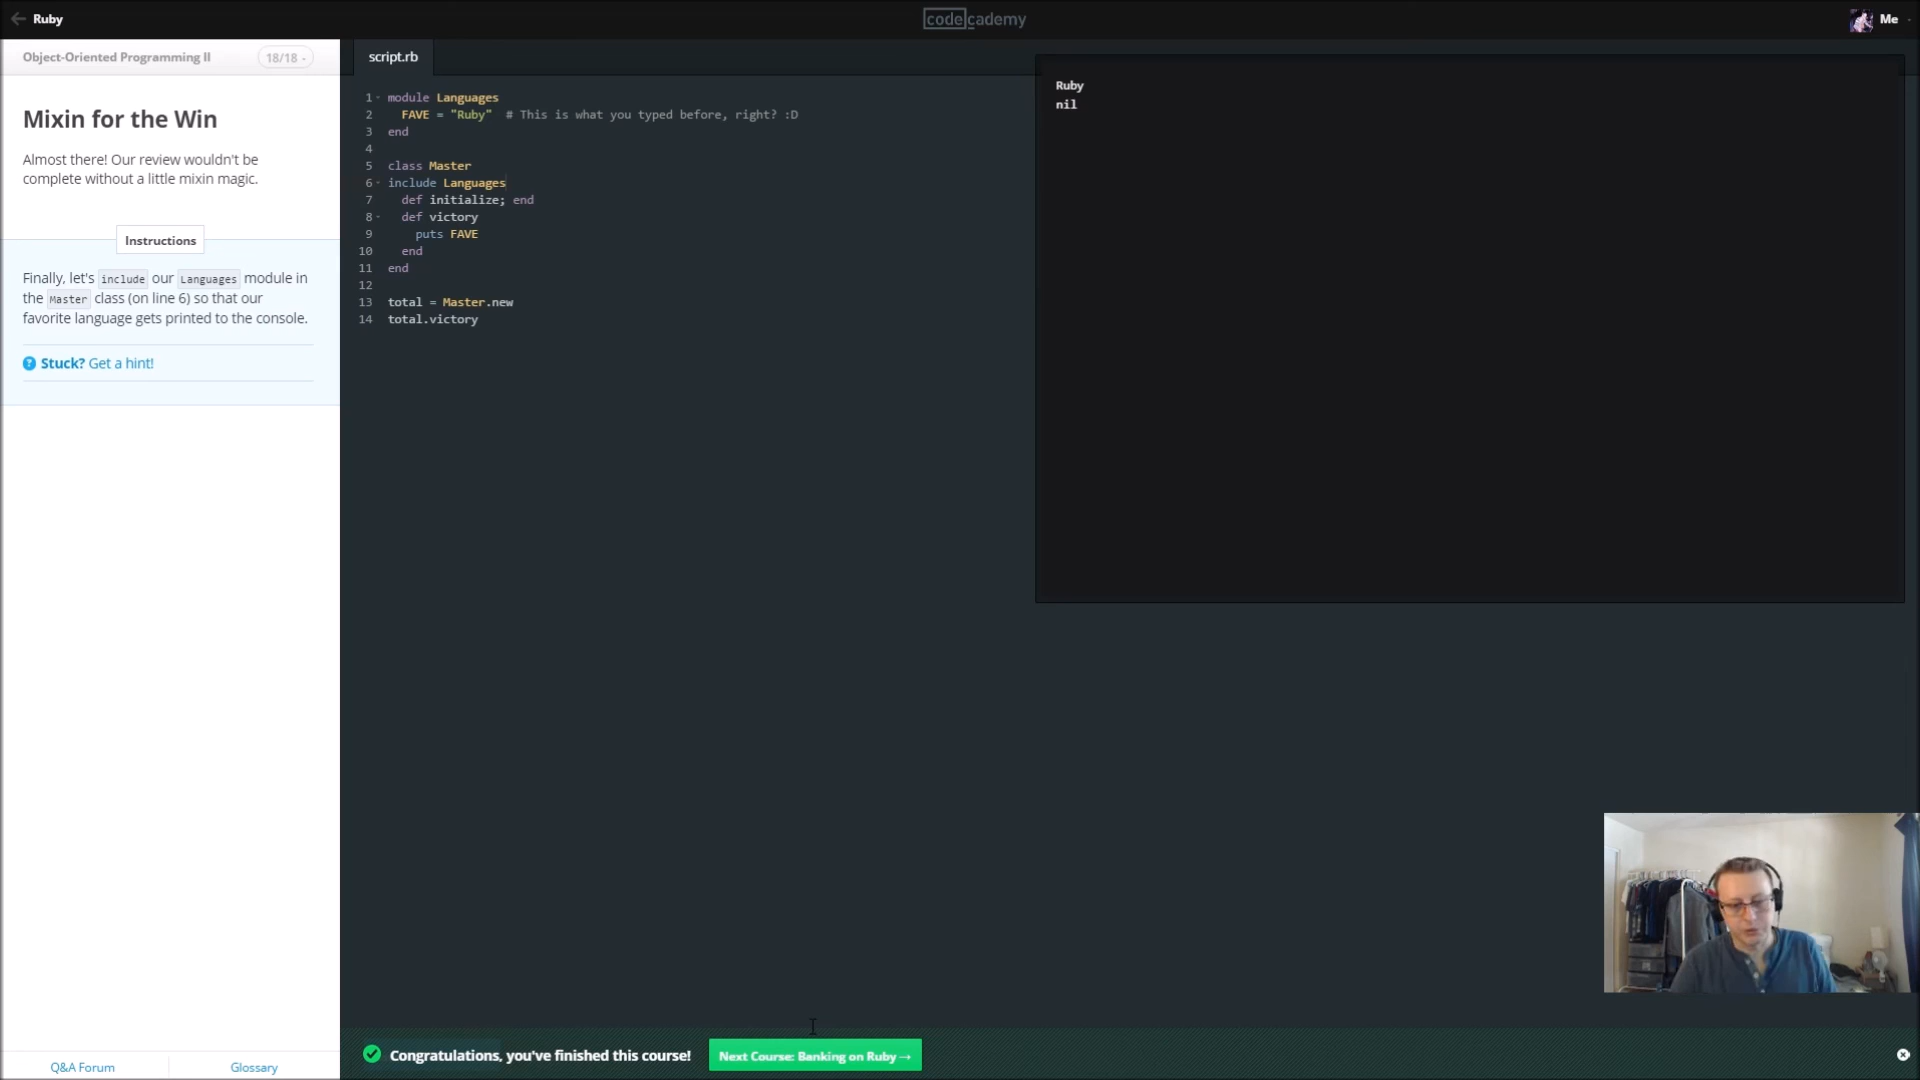 Ruby
codecademy
Me
Object-Oriented Programming II
18/18
script.rb
Mixin for the Win
Almost there! Our review wouldn't be
complete without a little mixin magic.
Instructions
Finally, let's include our Languages module in
the Master class (on line 6) so that our
favorite language gets printed to the console.
Stuck? Get a hint!
1 module Languages
2   FAVE = "Ruby"  # This is what you typed before, right? :D
3 end
4
5 class Master
6 include Languages
7   def initialize; end
8   def victory
9     puts FAVE
10   end
11 end
12
13 total = Master.new
14 total.victory
Ruby
nil
Congratulations, you've finished this course!
Next Course: Banking on Ruby →
Q&A Forum
Glossary